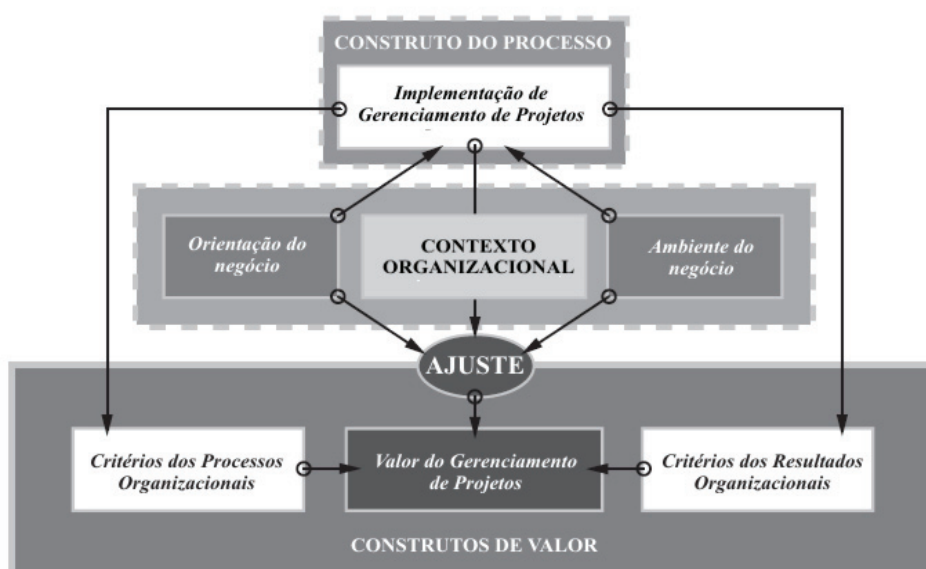 CONSTRUTO DO PROCESSO
Implementação de
Gerenciamento de Projetos
Orientação do
negócio
CONTEXTO
ORGANIZACIONAL
Ambiente do
negócio
AJUSTE
Critérios dos Processos
Organizacionais
Valor do Gerenciamento
de Projetos
Critérios dos Resultados
Organizacionais
CONSTRUTOS DE VALOR